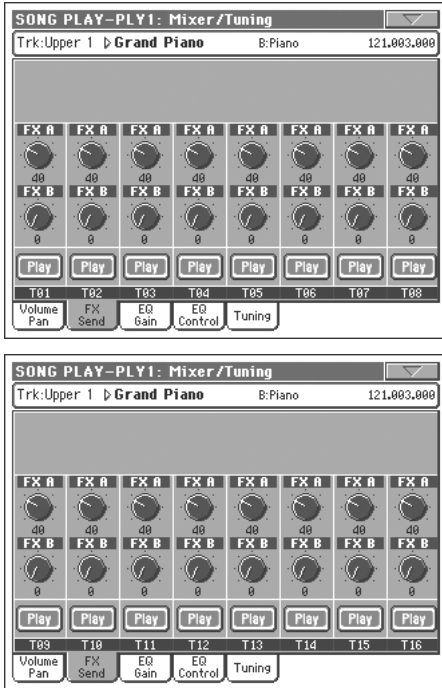 SONG PLAY-PLY1: Mixer/Tuning
Trk:Upper 1 Grand Piano B:Piano 121.003.000
FX A FX A FX A FX A FX A FX A FX A FX A
40 40 40 40 40 40 40 40
FX B FX B FX B FX B FX B FX B FX B FX B
0 0 0 0 0 0 0 0
Play Play Play Play Play Play Play Play
T01 T02 T03 T04 T05 T06 T07 T08
Volume Pan FX Send EQ Gain EQ Control Tuning
SONG PLAY-PLY1: Mixer/Tuning
Trk:Upper 1 Grand Piano B:Piano 121.003.000
FX A FX A FX A FX A FX A FX A FX A FX A
40 40 40 40 40 40 40 40
FX B FX B FX B FX B FX B FX B FX B FX B
0 0 0 0 0 0 0 0
Play Play Play Play Play Play Play Play
T09 T10 T11 T12 T13 T14 T15 T16
Volume Pan FX Send EQ Gain EQ Control Tuning